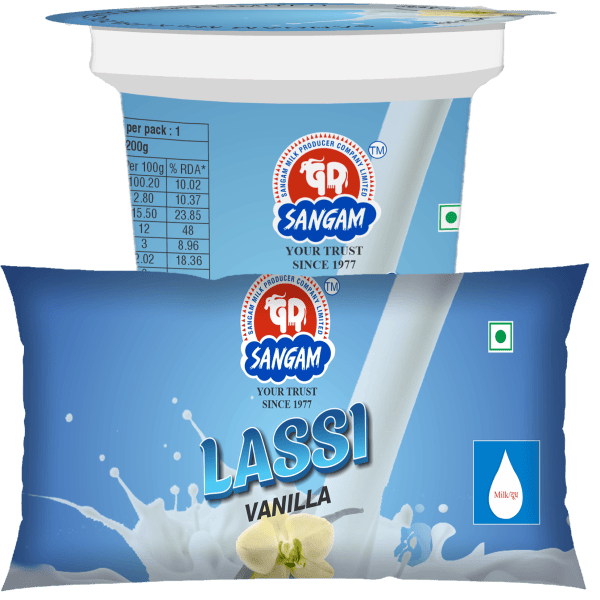 per pack : 1
200g
Per 100g % RDA*
100.20 10.02
2.80 10.37
15.50 23.85
12 48
3 8.96
2.02 18.36
SANGAM MILK PRODUCER COMPANY LIMITED
TM
SANGAM
YOUR TRUST
SINCE 1977
SANGAM MILK PRODUCER COMPANY LIMITED
TM
SANGAM
YOUR TRUST
SINCE 1977
LASSI
VANILLA
Milk/दूध